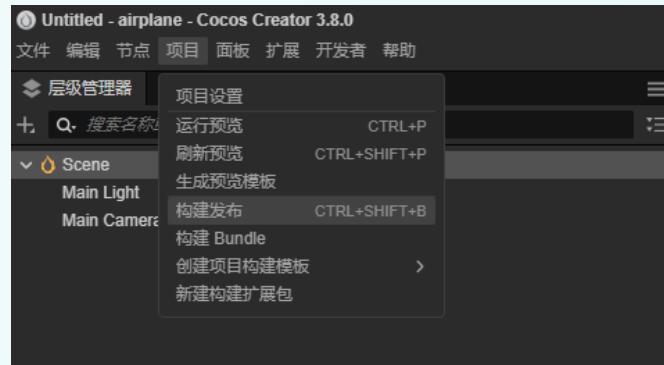 Untitled - airplane - Cocos Creator 3.8.0
文件 编辑 节点 项目 面板 扩展 开发者 帮助
层级管理器
搜索名称
项目设置
运行预览 CTRL+P
刷新预览 CTRL+SHIFT+P
Scene
生成预览模板
Main Light
构建发布 CTRL+SHIFT+B
Main Camera
构建 Bundle
创建项目构建模板
新建构建扩展包